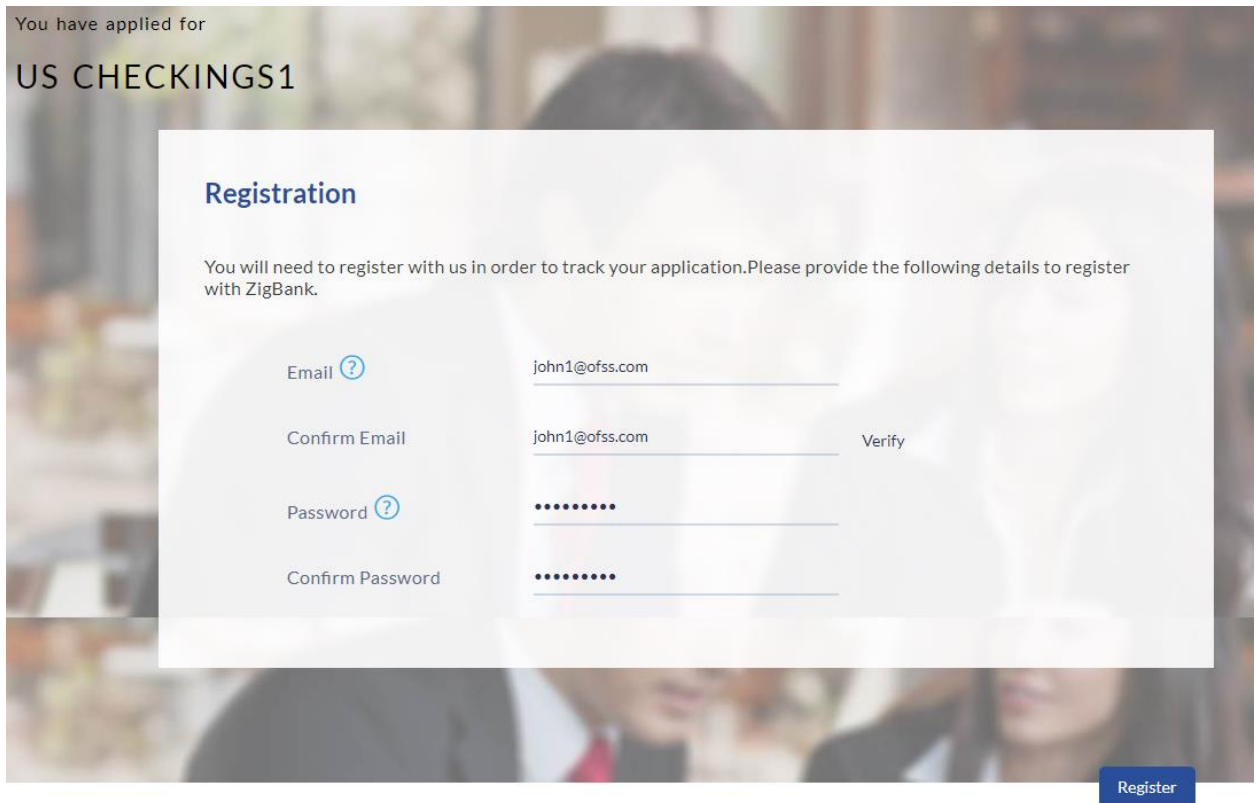 You have applied for
US CHECKINGS1
Registration
You will need to register with us in order to track your application.Please provide the following details to register
with ZigBank.
Email ? john1@ofss.com
Confirm Email john1@ofss.com Verify
Password ? •••••••••
Confirm Password •••••••••
Register